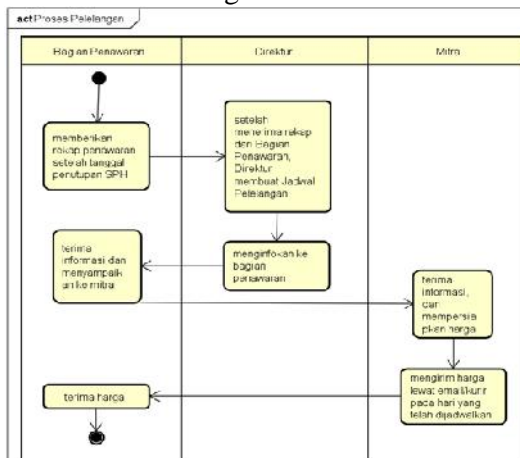 act Proses Pelelangan
Bagian Penawaran
Direktur
Mitra
memberikan
rekap penawaran
setelah tanggal
penutupan SPH
setelah
menerima rekap
dari Bagian
Penawaran,
Direktur
membuat Jadwal
Pelelangan
menginfokan ke
bagian
penawaran
terima
informasi dan
menyampaik
an ke mitra
terima
informasi,
dan
mempersia
pkan harga
mengirim harga
lewat email/kurir
pada hari yang
telah dijadwalkan
terima harga